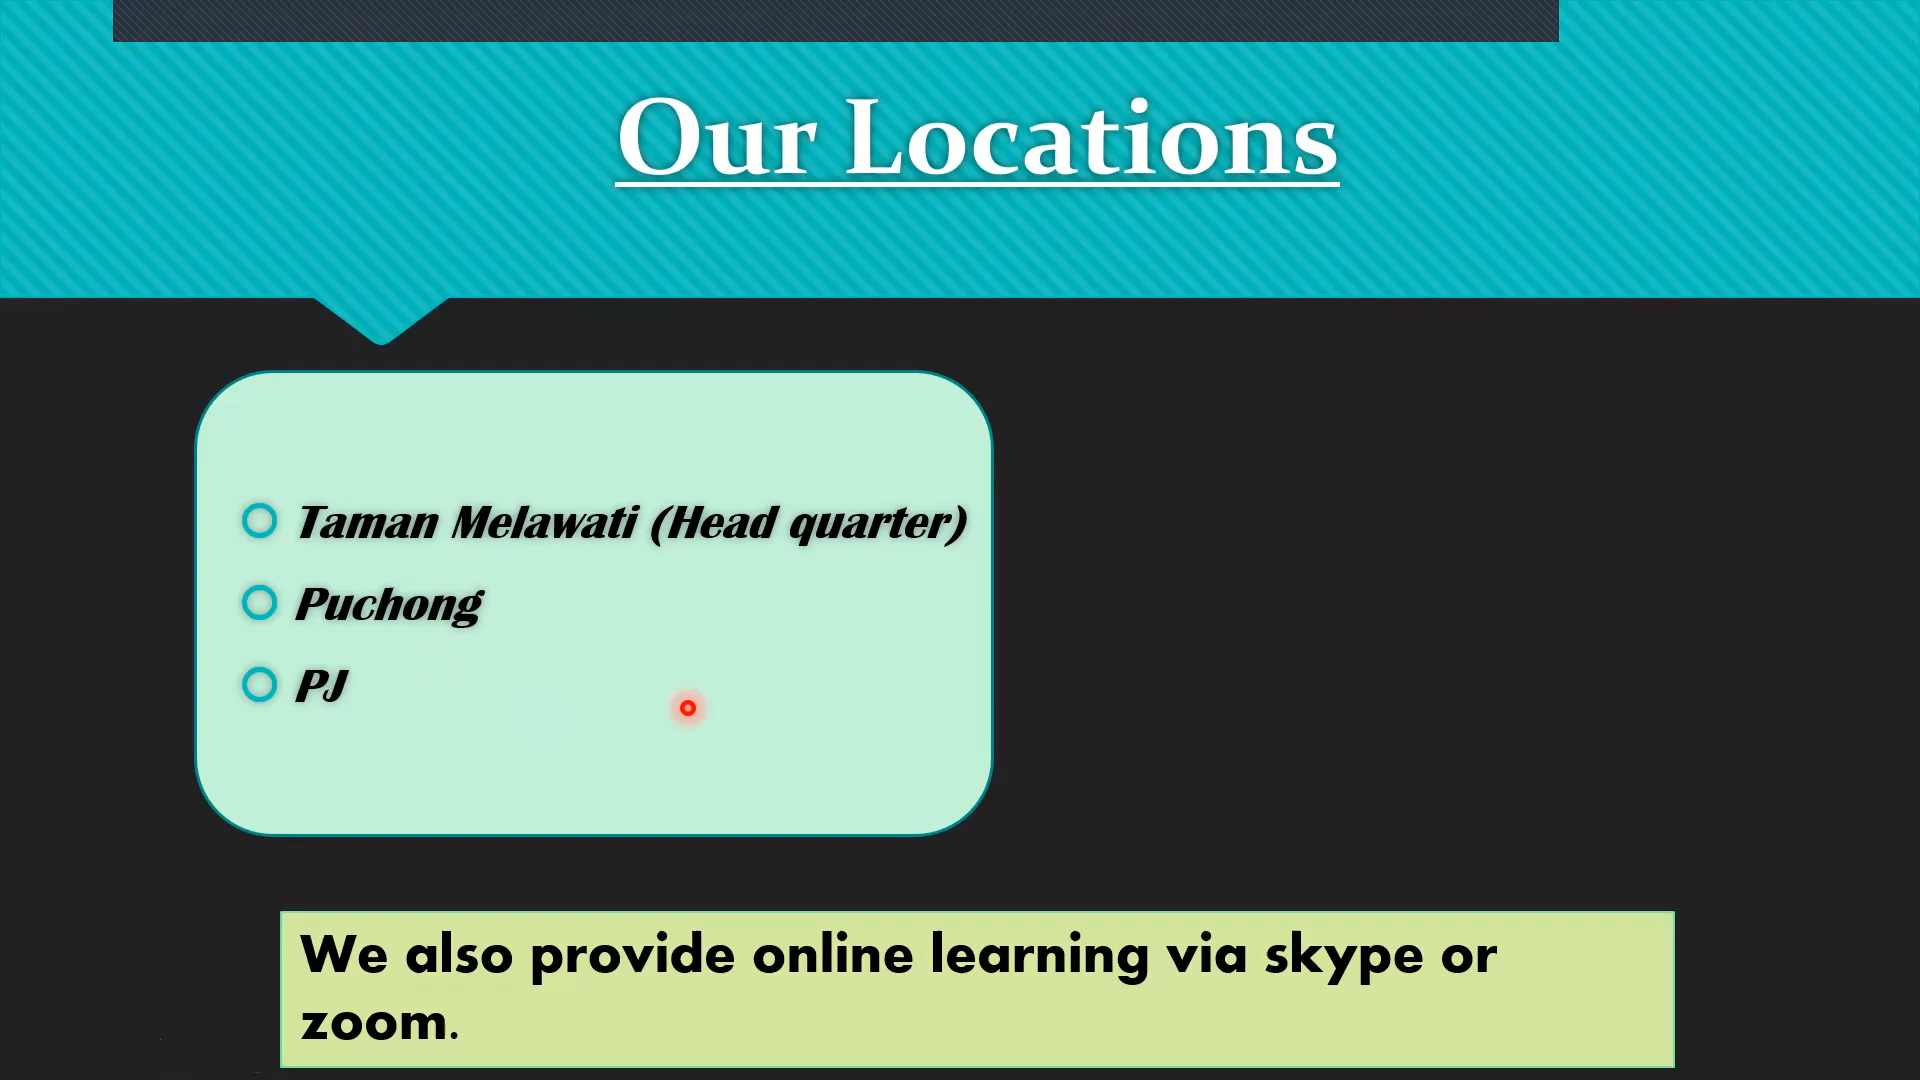 Our Locations
Taman Melawati (Head quarter)
Puchong
PJ
We also provide online learning via skype or
zoom.